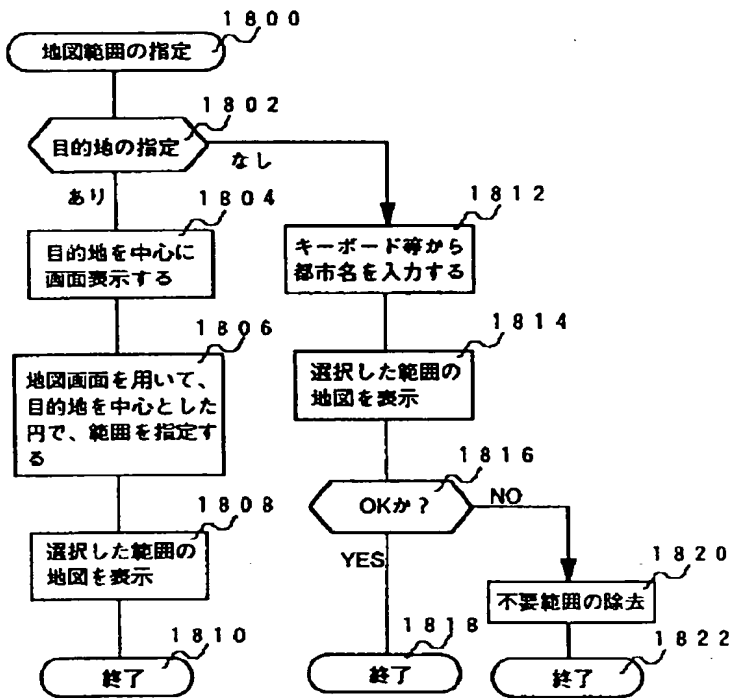 1800
地図範囲の指定
1802
目的地の指定
なし
あり
1804
目的地を中心に
画面表示する
1806
地図画面を用いて、
目的地を中心とした
円で、範囲を指定す
る
1808
選択した範囲の
地図を表示
1810
終了
1812
キーボード等から
都市名を入力する
1814
選択した範囲の
地図を表示
1816
OKか?
NO
YES
1818
終了
1820
不要範囲の除去
1822
終了